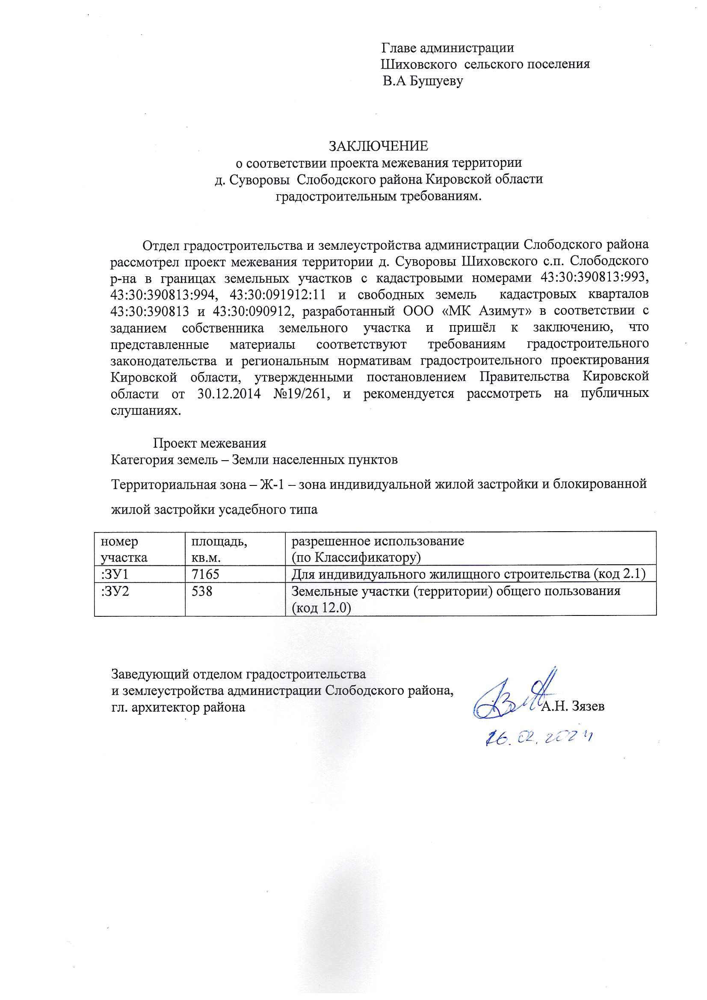 Главе администрации
Шиховского сельского поселения
В.А Бушуеву
ЗАКЛЮЧЕНИЕ
о соответствии проекта межевания территории
д. Суворовы Слободского района Кировской области
градостроительным требованиям.
Отдел градостроительства и землеустройства администрации Слободского района
рассмотрел проект межевания территории д. Суворовы Шиховского с.п. Слободского
р-на в границах земельных участков с кадастровыми номерами 43:30:390813:993,
43:30:390813:994, 43:30:091912:11 и свободных земель кадастровых кварталов
43:30:390813 и 43:30:090912, разработанный ООО «МК Азимут» в соответствии с
заданием собственника земельного участка и пришёл к заключению, что
представленные материалы соответствуют требованиям градостроительного
законодательства и региональным нормативам градостроительного проектирования
Кировской области, утвержденными постановлением Правительства Кировской
области от 30.12.2014 №19/261, и рекомендуется рассмотреть на публичных
слушаниях.
Проект межевания
Категория земель – Земли населенных пунктов
Территориальная зона – Ж-1 – зона индивидуальной жилой застройки и блокированной
жилой застройки усадебного типа
номер участка площадь, кв.м. разрешенное использование (по Классификатору)
:ЗУ1 7165 Для индивидуального жилищного строительства (код 2.1)
:ЗУ2 538 Земельные участки (территории) общего пользования (код 12.0)
Заведующий отделом градостроительства
и землеустройства администрации Слободского района,
гл. архитектор района А.Н. Зязев